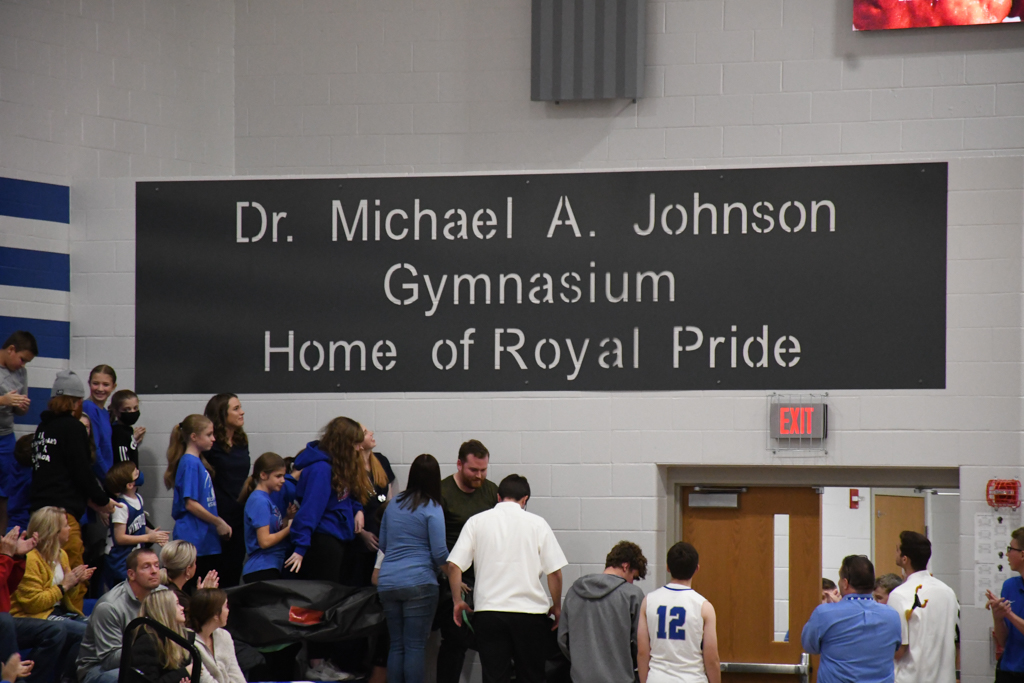 Dr. Michael A. Johnson
Gymnasium
Home of Royal Pride
EXIT
12